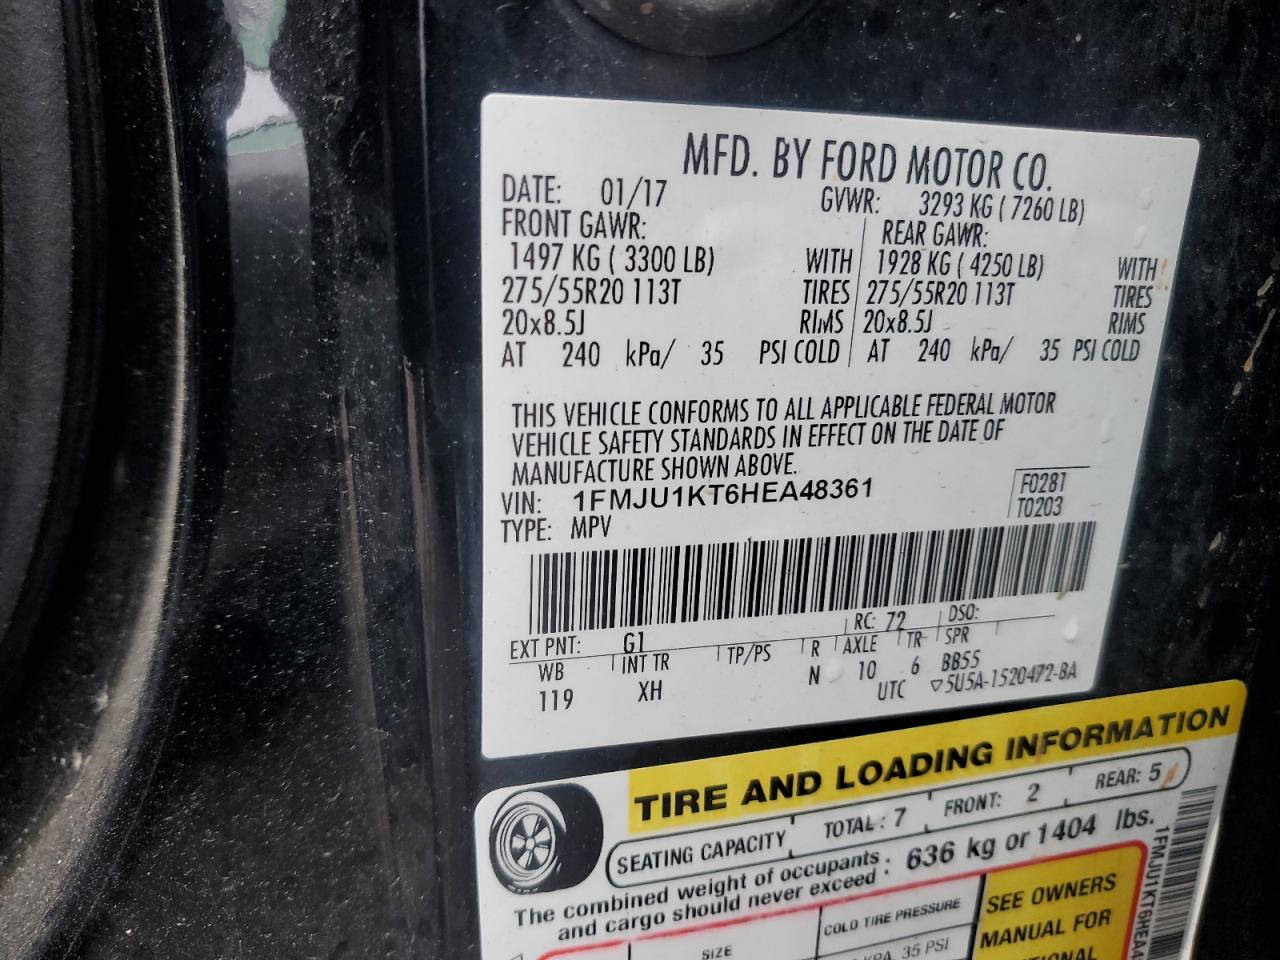 MFD. BY FORD MOTOR CO.
DATE: 01/17 GVWR: 3293 KG ( 7260 LB)
FRONT GAWR: REAR GAWR:
1497 KG ( 3300 LB) WITH 1928 KG ( 4250 LB) WITH
275/55R20 113T TIRES 275/55R20 113T TIRES
20x8.5J RIMS 20x8.5J RIMS
AT 240 kPa/ 35 PSI COLD AT 240 kPa/ 35 PSI COLD
THIS VEHICLE CONFORMS TO ALL APPLICABLE FEDERAL MOTOR
VEHICLE SAFETY STANDARDS IN EFFECT ON THE DATE OF
MANUFACTURE SHOWN ABOVE.
VIN: 1FMJU1KT6HEA48361 F0281
TYPE: MPV T0203
EXT PNT: G1 RC: 72 DSO:
WB INT TR TP/PS R AXLE TR SPR
119 XH N 10 6 BB55
UTC ▽5U5A-1520472-BA
TIRE AND LOADING INFORMATION
SEATING CAPACITY TOTAL: 7 FRONT: 2 REAR: 5
The combined weight of occupants : 636 kg or 1404 lbs.
and cargo should never exceed :
SIZE COLD TIRE PRESSURE SEE OWNERS
35 PSI MANUAL FOR
1FMJU1KT6HEA4